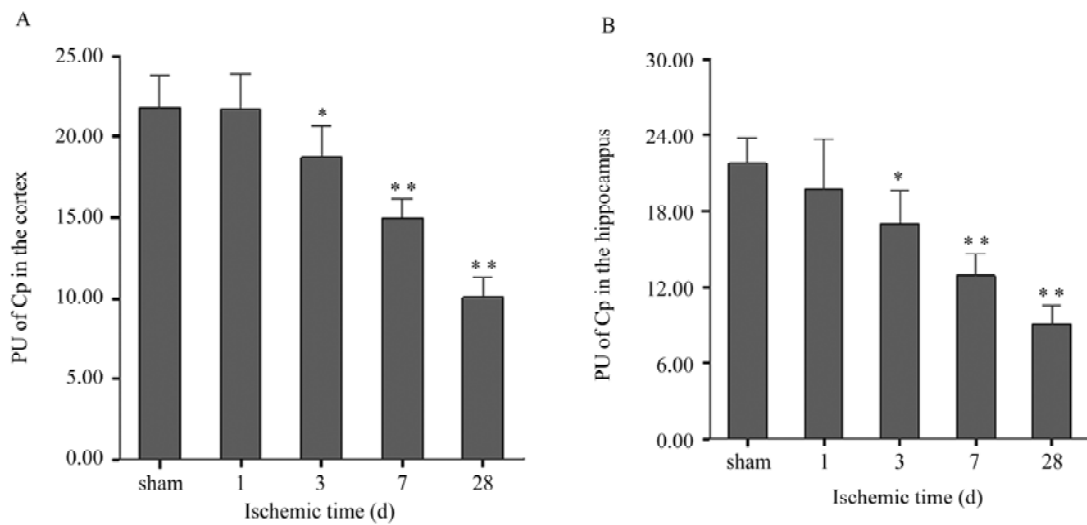 A
25.00
20.00
15.00
10.00
5.00
0.00
PU of Cp in the cortex
*
**
**
sham 1 3 7 28
Ischemic time (d)
B
30.00
24.00
18.00
12.00
6.00
0.00
PU of Cp in the hippocampus
*
**
**
sham 1 3 7 28
Ischemic time (d)